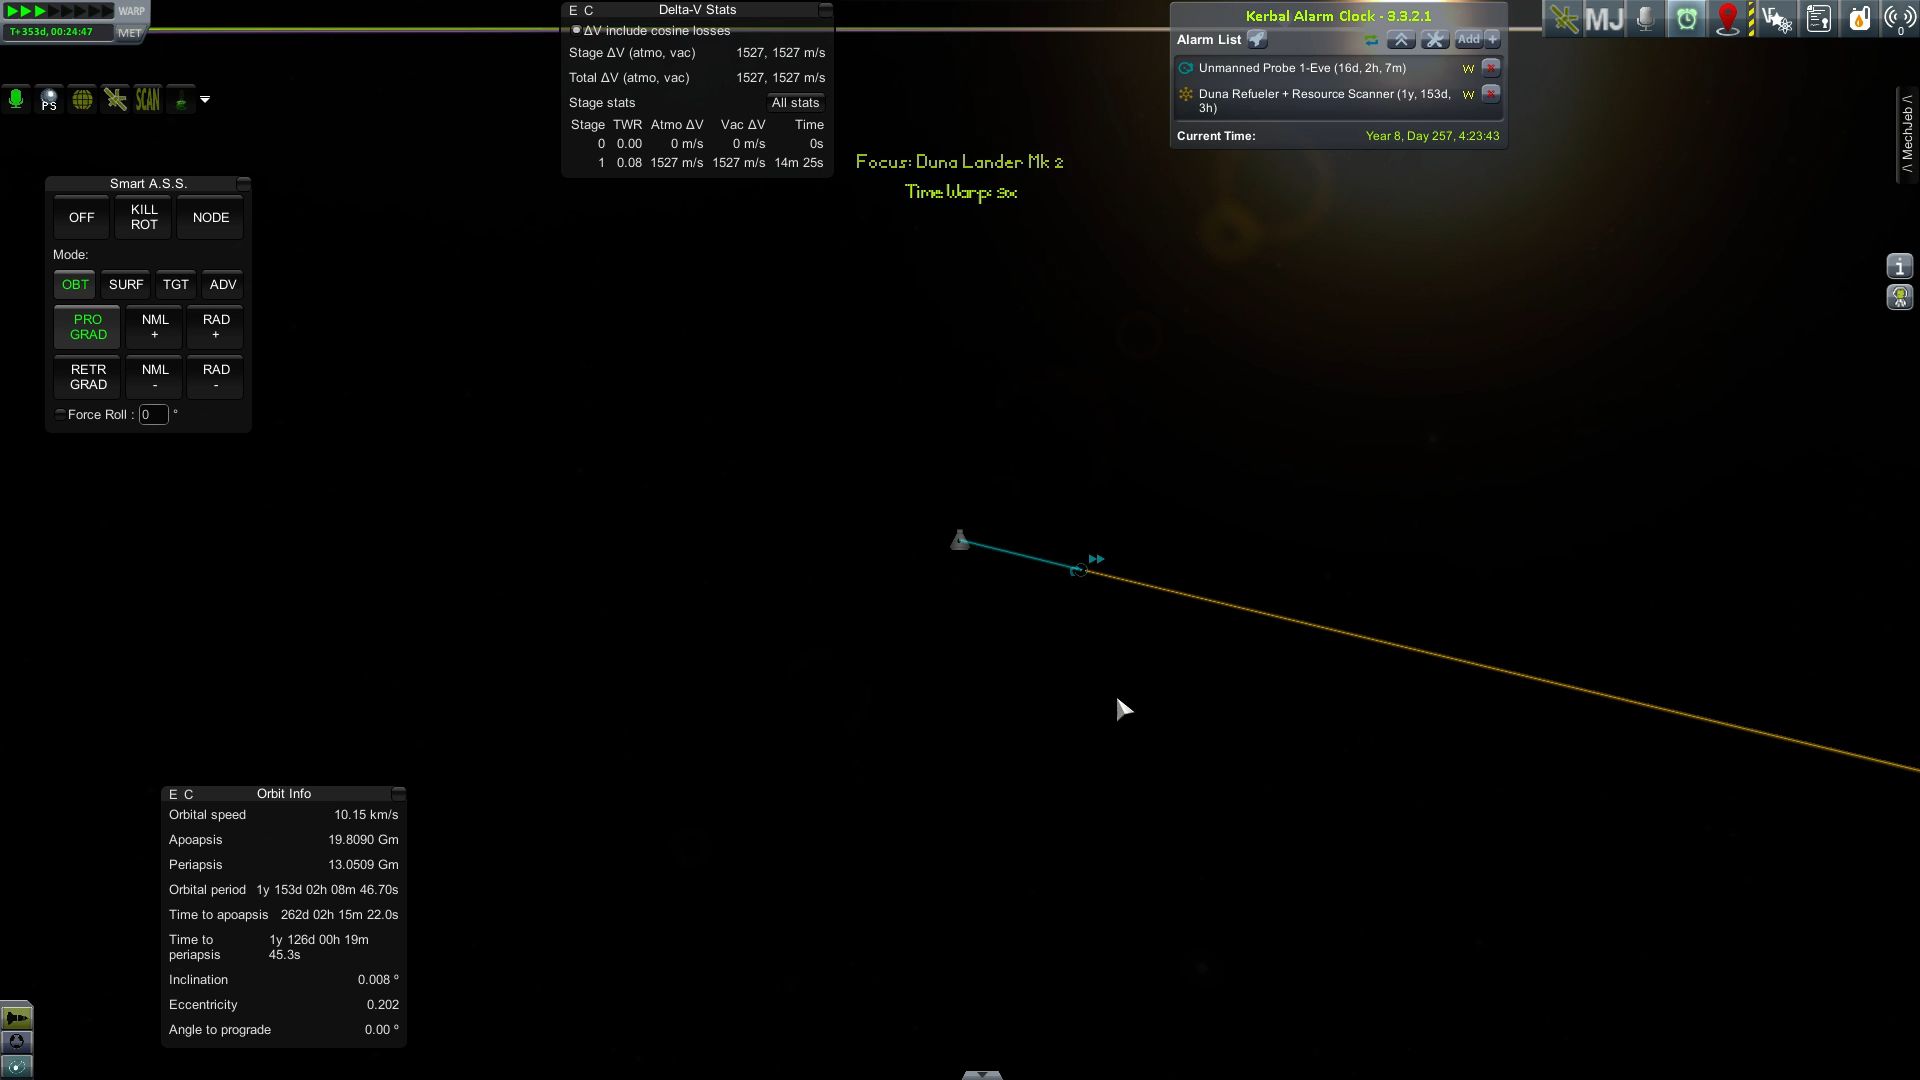 WARP
T+353d, 00:24:47
MET
PS
SCAN
Smart A.S.S.
OFF
KILL ROT
NODE
Mode:
OBT SURF TGT ADV
PRO GRAD
NML +
RAD +
RETR GRAD
NML -
RAD -
Force Roll : 0 °
E C Delta-V Stats
ΔV include cosine losses
Stage ΔV (atmo, vac) 1527, 1527 m/s
Total ΔV (atmo, vac) 1527, 1527 m/s
Stage stats All stats
Stage TWR Atmo ΔV Vac ΔV Time
0 0.00 0 m/s 0 m/s 0s
1 0.08 1527 m/s 1527 m/s 14m 25s
Focus: Duna Lander Mk 2
Time Warp:
Kerbal Alarm Clock - 3.3.2.1
Alarm List Add +
Unmanned Probe 1-Eve (16d, 2h, 7m) W
Duna Refueler + Resource Scanner (1y, 153d, 3h) W
Current Time: Year 8, Day 257, 4:23:43
MJ
0
\/ MechJeb \/
E C Orbit Info
Orbital speed 10.15 km/s
Apoapsis 19.8090 Gm
Periapsis 13.0509 Gm
Orbital period 1y 153d 02h 08m 46.70s
Time to apoapsis 262d 02h 15m 22.0s
Time to periapsis 1y 126d 00h 19m 45.3s
Inclination 0.008 º
Eccentricity 0.202
Angle to prograde 0.00 º